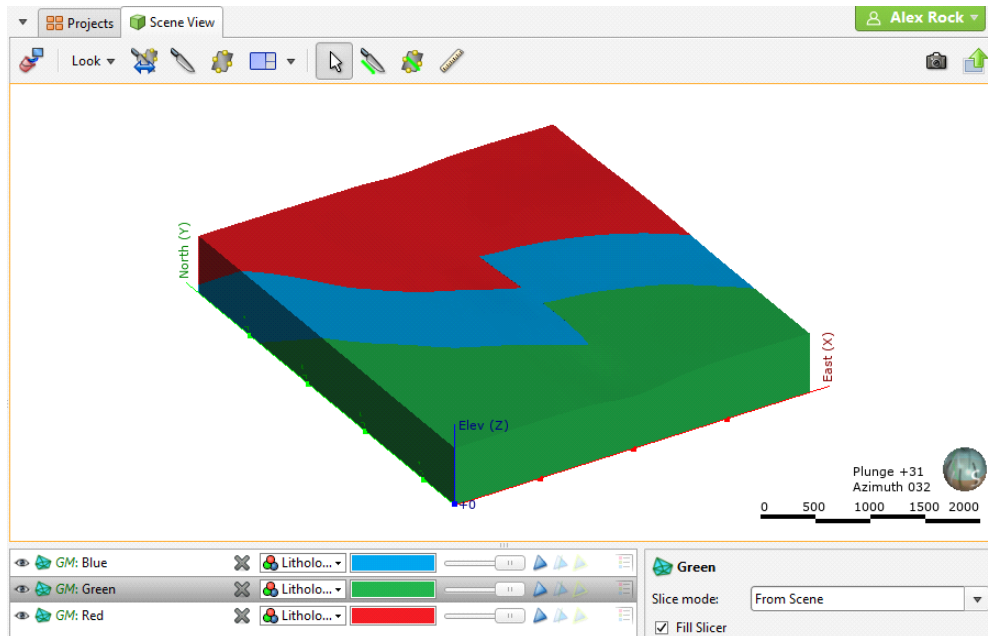 Projects Scene View Alex Rock
Look
North (Y)
East (X)
Elev (Z)
+0
Plunge +31
Azimuth 032
0 500 1000 1500 2000
GM: Blue Litholo...
GM: Green Litholo...
GM: Red Litholo...
Green
Slice mode: From Scene
Fill Slicer